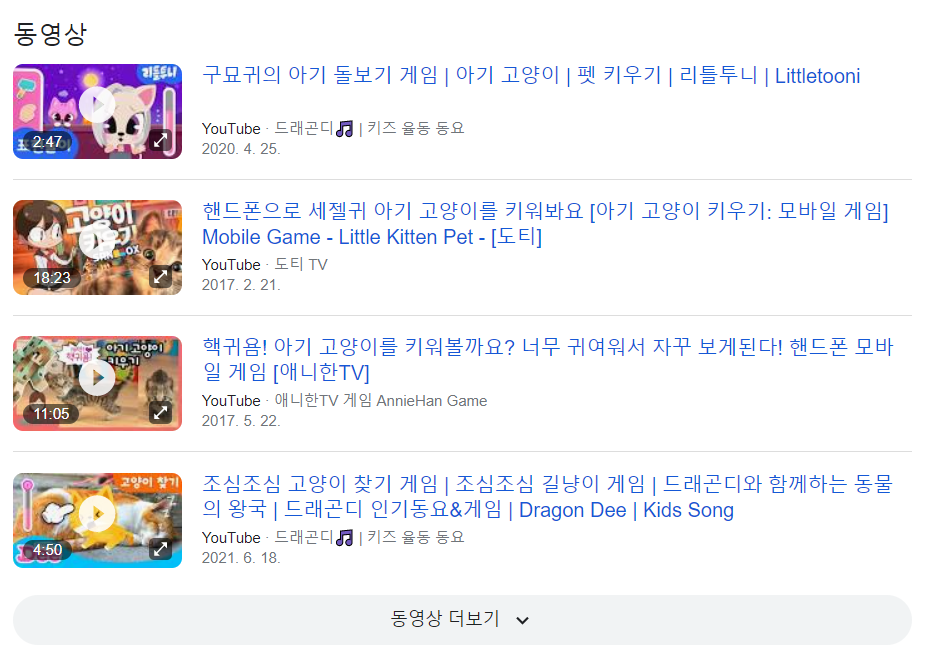 동영상
리틀투니
2:47
구묘귀의 아기 돌보기 게임 | 아기 고양이 | 펫 키우기 | 리틀투니 | Littletooni
YouTube · 드래곤디🎵 | 키즈 율동 동요
2020. 4. 25.
고양이
키우기
18:23
핸드폰으로 세젤귀 아기 고양이를 키워봐요 [아기 고양이 키우기: 모바일 게임]
Mobile Game - Little Kitten Pet - [도티]
YouTube · 도티 TV
2017. 2. 21.
핵귀욤!
아기 고양이
키우기
11:05
핵귀욤! 아기 고양이를 키워볼까요? 너무 귀여워서 자꾸 보게된다! 핸드폰 모바
일 게임 [애니한TV]
YouTube · 애니한TV 게임 AnnieHan Game
2017. 5. 22.
고양이 찾기
4:50
조심조심 고양이 찾기 게임 | 조심조심 길냥이 게임 | 드래곤디와 함께하는 동물
의 왕국 | 드래곤디 인기동요&게임 | Dragon Dee | Kids Song
YouTube · 드래곤디🎵 | 키즈 율동 동요
2021. 6. 18.
동영상 더보기